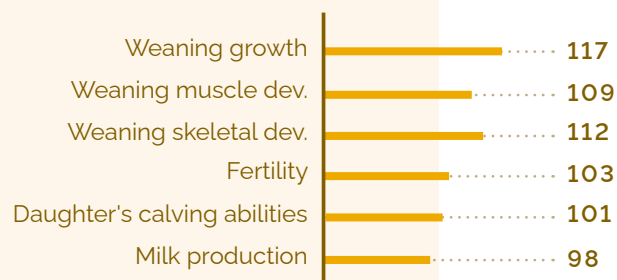 Weaning growth 117
Weaning muscle dev. 109
Weaning skeletal dev. 112
Fertility 103
Daughter's calving abilities 101
Milk production 98